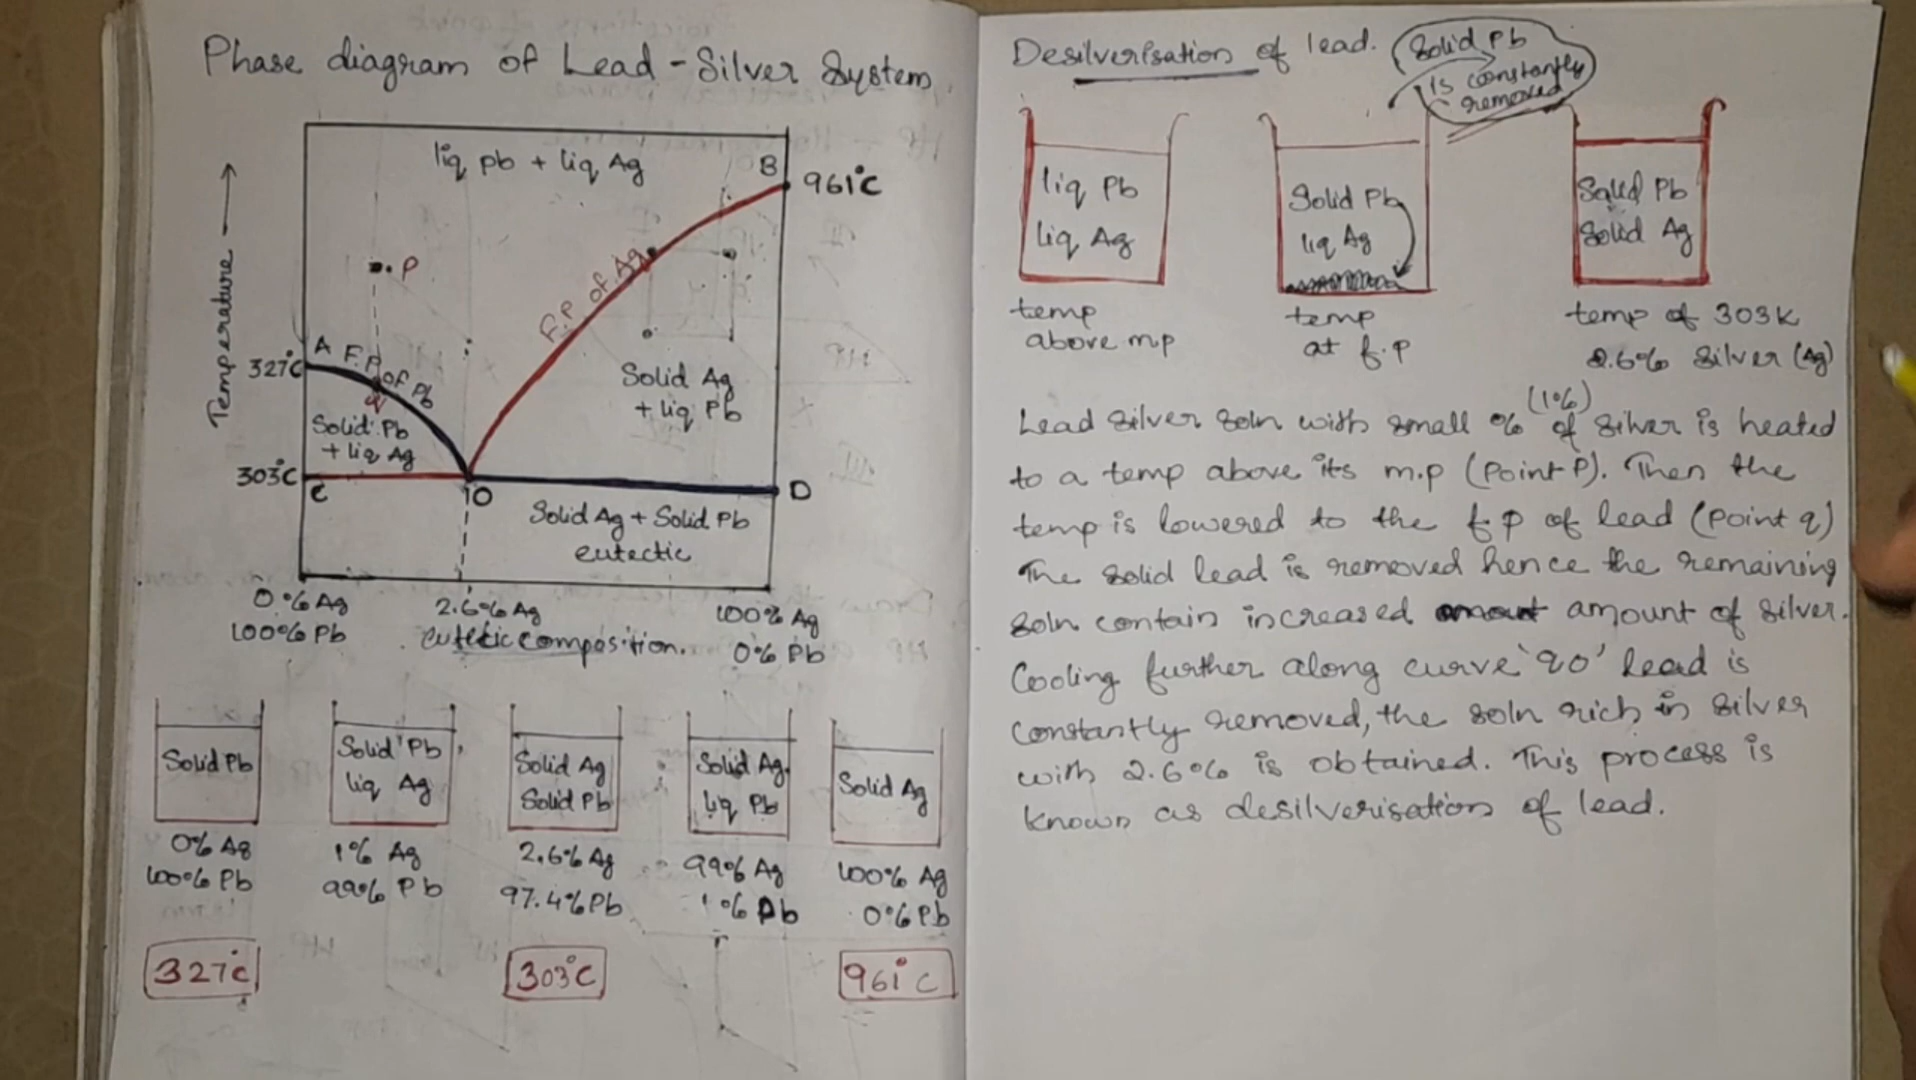 Phase diagram of Lead - Silver System
liq Pb + liq Ag
B
961°C
P
F.P of Ag
Temperature
A
327°C
F.P of Pb
q
Solid Pb
+ liq Ag
Solid Ag
+ liq Pb
303°C
C
O
D
Solid Ag + Solid Pb
eutectic
0% Ag
100% Pb
2.6% Ag
eutectic composition.
100% Ag
0% Pb
Solid Pb
Solid Pb
liq Ag
Solid Ag
Solid Pb
Solid Ag
liq Pb
Solid Ag
0% Ag
100% Pb
1% Ag
99% Pb
2.6% Ag
97.4% Pb
99% Ag
1% Pb
100% Ag
0% Pb
327°C
303°C
961°C
Desilverisation of lead.
Solid Pb
is constantly
removed
liq Pb
liq Ag
Solid Pb
liq Ag
Solid Pb
Solid Ag
temp
above mp
temp
at f.p
temp of 303K
2.6% Silver (Ag)
(1%)
Lead silver soln with small % of silver is heated
to a temp above its m.p (Point P). Then the
temp is lowered to the f p of lead (Point q)
The solid lead is removed hence the remaining
soln contain increased amount of silver.
Cooling further along curve 'qo' lead is
constantly removed, the soln rich in silver
with 2.6% is obtained. This process is
known as desilverisation of lead.